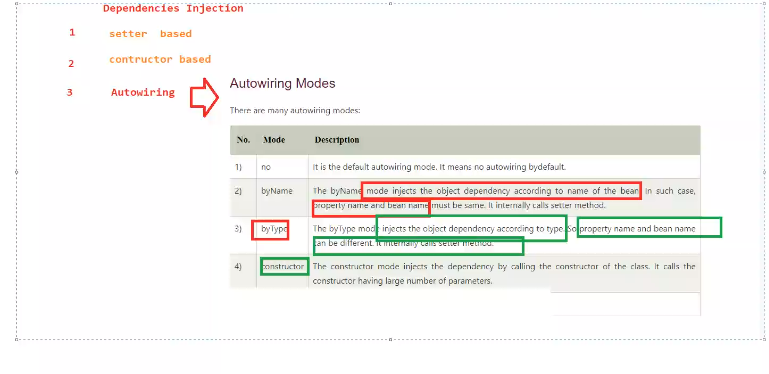 Dependencies Injection
1 setter based
2 contructor based
3 Autowiring
Autowiring Modes
There are many autowiring modes:
No. Mode Description
1) no It is the default autowiring mode. It means no autowiring bydefault.
2) byName The byName mode injects the object dependency according to name of the bean. In such case,
property name and bean name must be same. It internally calls setter method.
3) byType The byType mode injects the object dependency according to type. So property name and bean name
can be different. It internally calls setter method.
4) constructor The constructor mode injects the dependency by calling the constructor of the class. It calls the
constructor having large number of parameters.